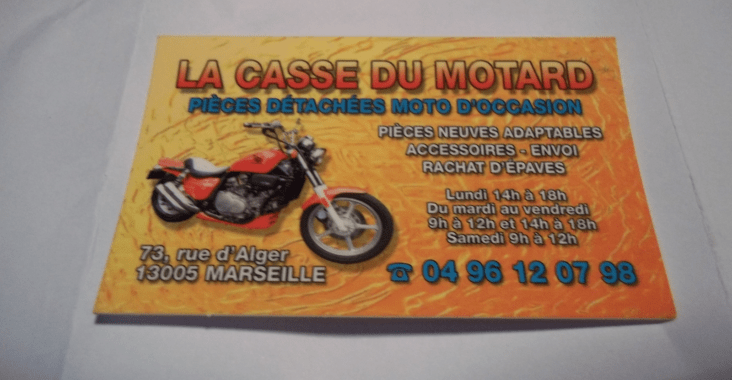 LA CASSE DU MOTARD
PIÈCES DÉTACHÉES MOTO D'OCCASION
PIÈCES NEUVES ADAPTABLES
ACCESSOIRES - ENVOI
RACHAT D'ÉPAVES
Lundi 14h à 18h
Du mardi au vendredi
9h à 12h et 14h à 18h
Samedi 9h à 12h
73, rue d'Alger
13005 MARSEILLE
☎ 04 96 12 07 98